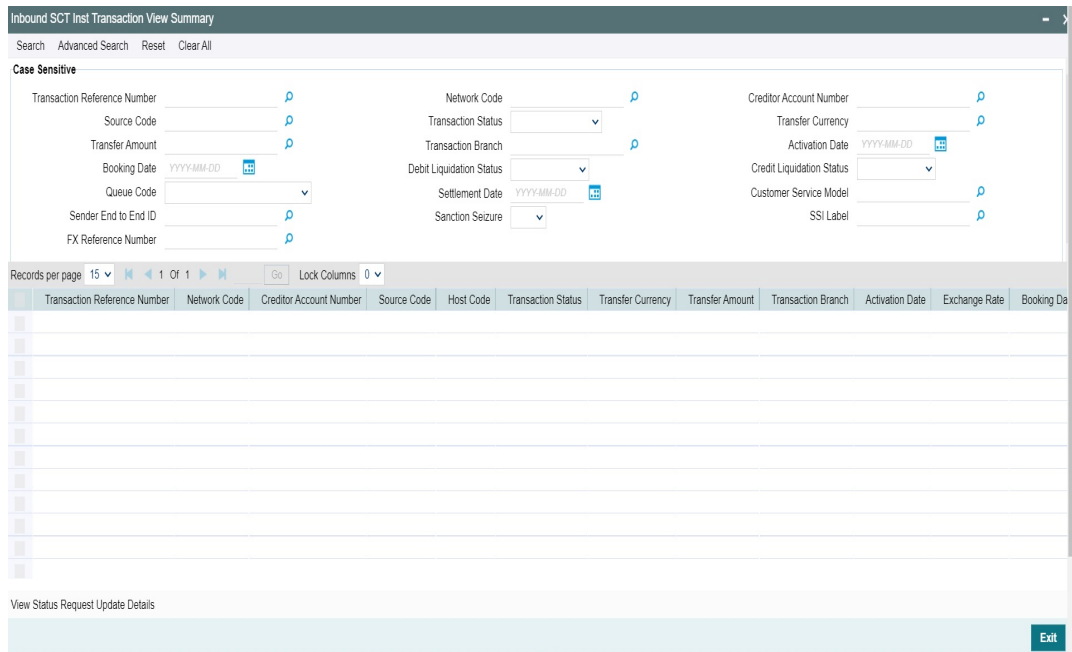 Inbound SCT Inst Transaction View Summary
Search Advanced Search Reset Clear All
Case Sensitive
Transaction Reference Number Network Code Creditor Account Number
Source Code Transaction Status Transfer Currency
Transfer Amount Transaction Branch Activation Date YYYY-MM-DD
Booking Date YYYY-MM-DD Debit Liquidation Status Credit Liquidation Status
Queue Code Settlement Date YYYY-MM-DD Customer Service Model
Sender End to End ID Sanction Seizure SSI Label
FX Reference Number
Records per page 15 1 Of 1 Go Lock Columns 0
Transaction Reference Number Network Code Creditor Account Number Source Code Host Code Transaction Status Transfer Currency Transfer Amount Transaction Branch Activation Date Exchange Rate Booking Da
View Status Request Update Details
Exit